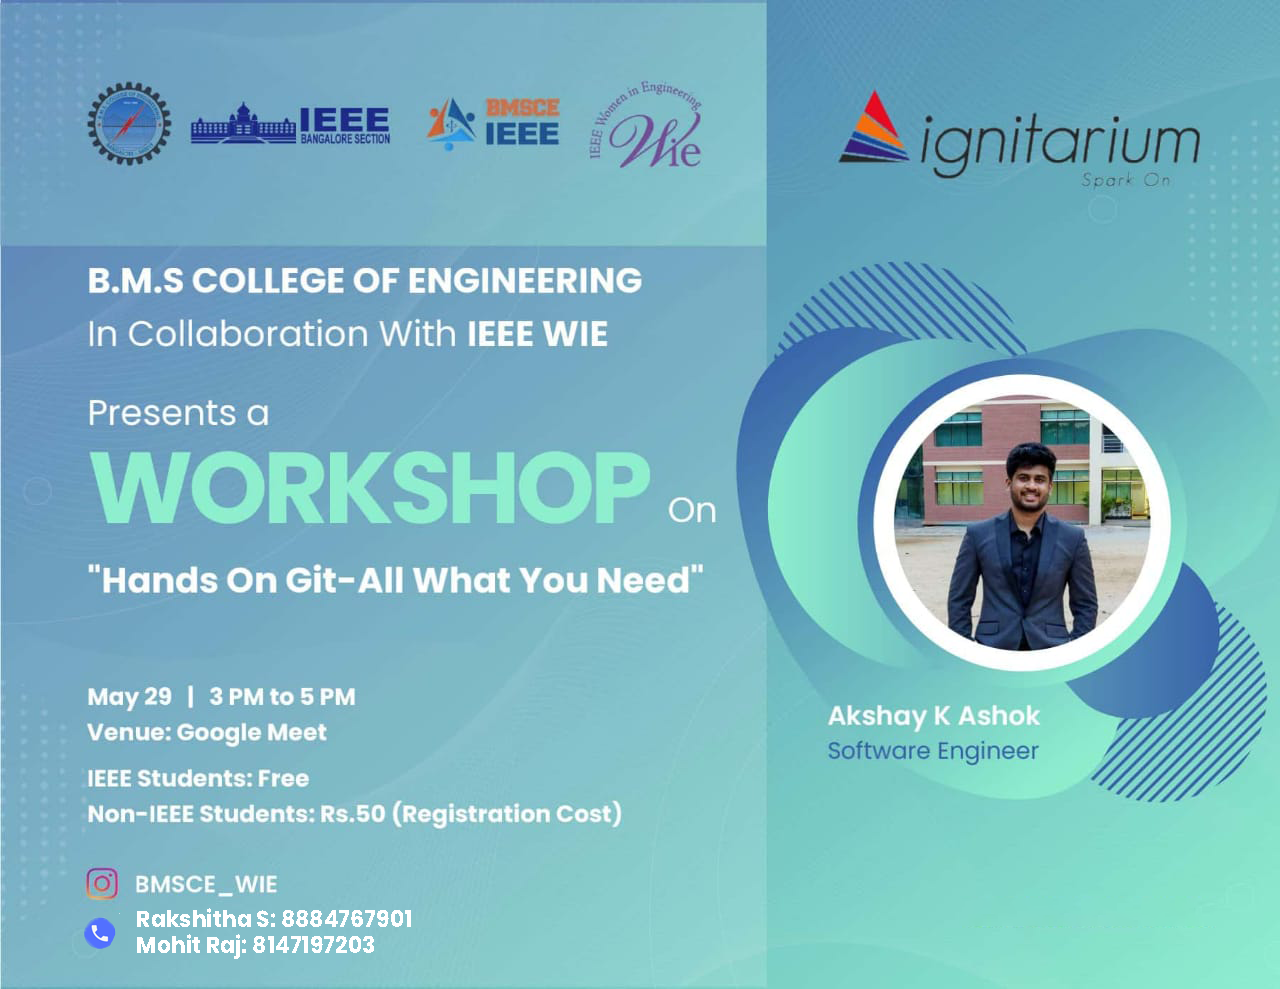 IEEE
BANGALORE SECTION
BMSCE
IEEE
IEEE Women in Engineering
WIE
ignitarium
Spark On
B.M.S COLLEGE OF ENGINEERING
In Collaboration With IEEE WIE
Presents a
WORKSHOP On
"Hands On Git-All What You Need"
May 29 | 3 PM to 5 PM
Venue: Google Meet
IEEE Students: Free
Non-IEEE Students: Rs.50 (Registration Cost)
BMSCE_WIE
Rakshitha S: 8884767901
Mohit Raj: 8147197203
Akshay K Ashok
Software Engineer